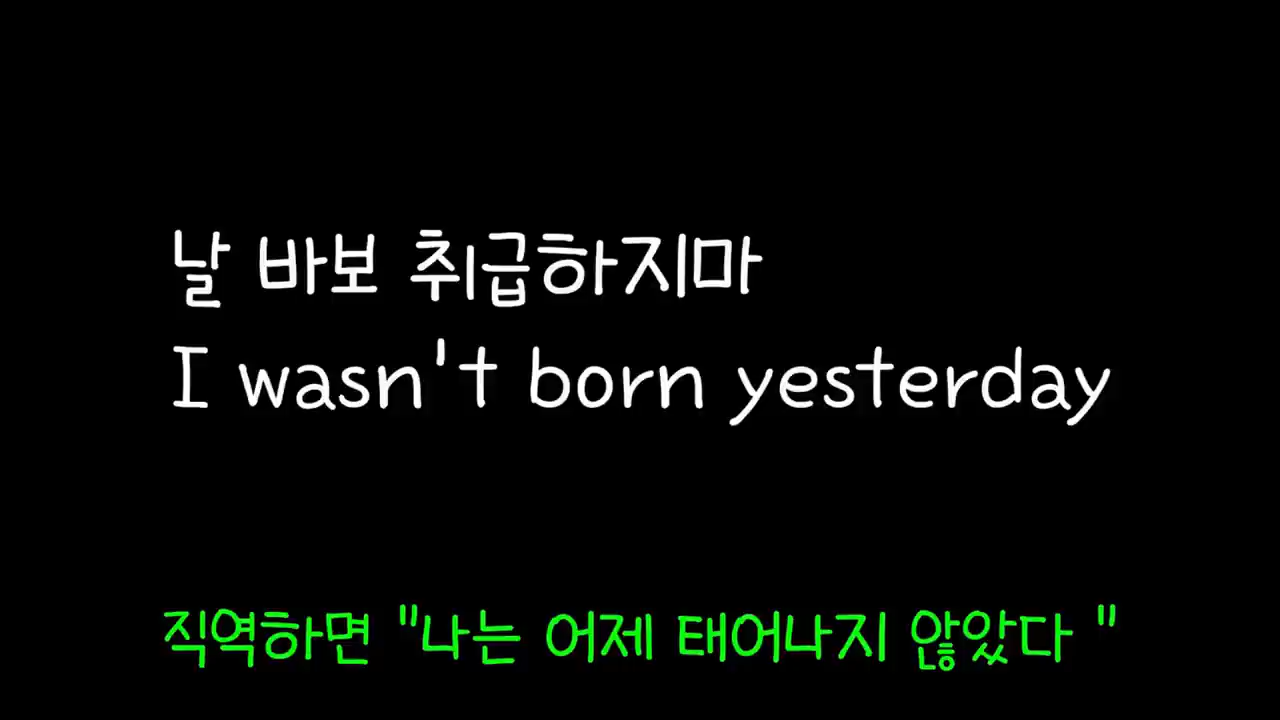 날 바보 취급하지마
I wasn't born yesterday
직역하면 "나는 어제 태어나지 않았다 "